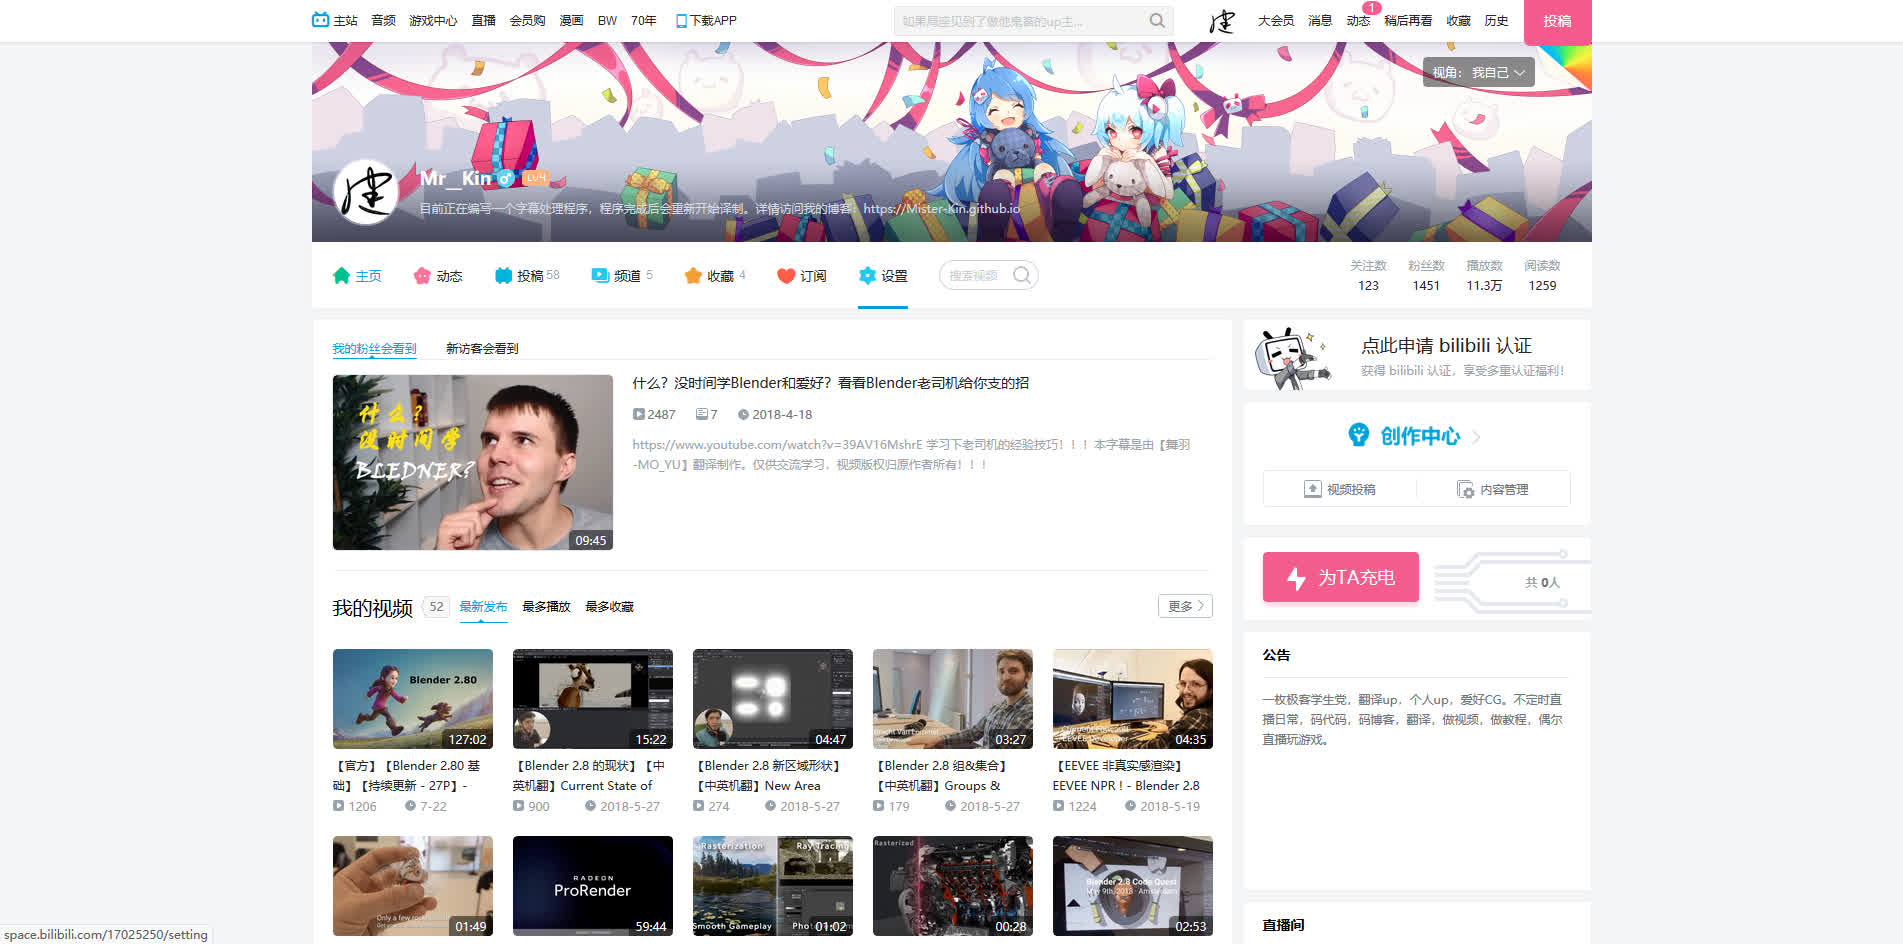 主站 音频 游戏中心 直播 会员购 漫画 BW 70年 下载APP
如果局座见到了做他鬼畜的up主...
大会员 消息 动态 1 稍后再看 收藏 历史 投稿
视角： 我自己
Mr__Kin LV4
目前正在编写一个字幕处理程序，程序完成后会重新开始译制。详情访问我的博客：https://Mister-Kin.github.io
主页 动态 投稿 58 频道 5 收藏 4 订阅 设置 搜索视频
关注数 粉丝数 播放数 阅读数
123 1451 11.3万 1259
我的粉丝会看到 新访客会看到
什么？
没时间学
BLEDNER?
09:45
什么？没时间学Blender和爱好？看看Blender老司机给你支的招
2487 7 2018-4-18
https://www.youtube.com/watch?v=39AV16MshrE 学习下老司机的经验技巧！！！本字幕是由【舞羽
-MO_YU】翻译制作。仅供交流学习，视频版权归原作者所有！！！
点此申请 bilibili 认证
获得 bilibili 认证，享受多重认证福利！
创作中心
视频投稿 内容管理
为TA充电
共 0人
公告
一枚极客学生党，翻译up，个人up，爱好CG。不定时直
播日常，码代码，码博客，翻译，做视频，做教程，偶尔
直播玩游戏。
直播间
我的视频 52 最新发布 最多播放 最多收藏 更多
Blender 2.80
127:02 15:22 04:47 03:27 04:35
【官方】【Blender 2.80 基
础】【持续更新 - 27P】-
1206 7-22
【Blender 2.8 的现状】【中
英机翻】Current State of
900 2018-5-27
【Blender 2.8 新区域形状】
【中英机翻】New Area
274 2018-5-27
【Blender 2.8 组&集合】
【中英机翻】Groups &
179 2018-5-27
【EEVEE 非真实感渲染】
EEVEE NPR ! - Blender 2.8
1224 2018-5-19
01:49
RADEON
ProRender
59:44
Rasterization Ray Tracing
Smooth Gameplay
01:02
Rasterized
00:28
Blender 2.8 Code Quest
May 9th, 2018 - Amsterdam
02:53
space.bilibili.com/17025250/setting